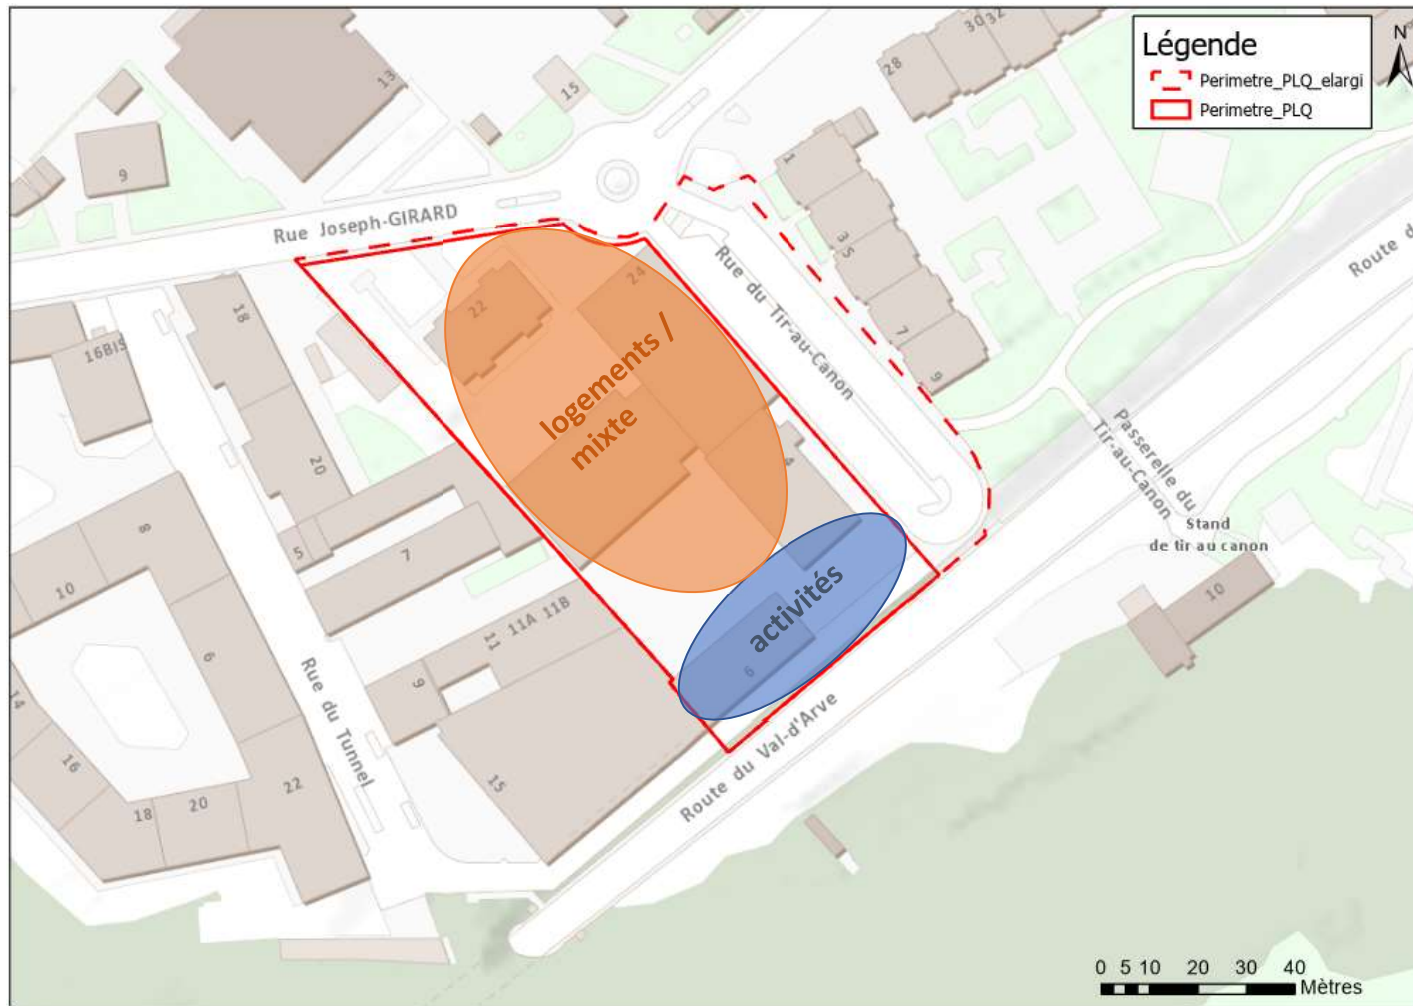 Légende
Perimetre_PLQ_elargi
Perimetre_PLQ
N
30
32
28
13
15
9
1
Rue Joseph-GIRARD
Route d
3
5
Rue du Tir-au-Canon
24
22
18
16BIS
7
9
logements /
mixte
Passerelle du
Tir-au-Canon
Stand
de tir au canon
4
20
8
5
7
10
10
activités
11A 11B
11
6
6
9
14
Rue du Tunnel
Route du Val-d'Arve
16
15
22
20
18
0 5 10 20 30 40
Mètres